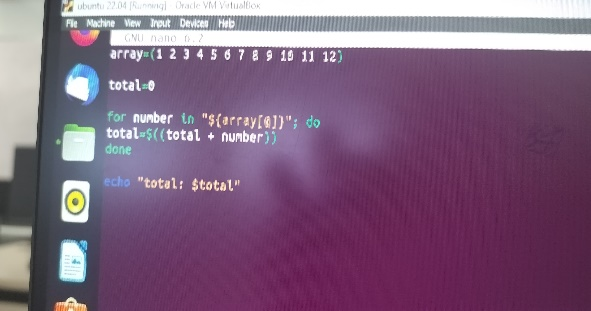 ubuntu 22.04 [Running] - Oracle VM VirtualBox
File Machine View Input Devices Help
GNU nano 6.2
array=(1 2 3 4 5 6 7 8 9 10 11 12)
total=0
for number in "${array[@]}"; do
total=$((total + number))
done
echo "total: $total"